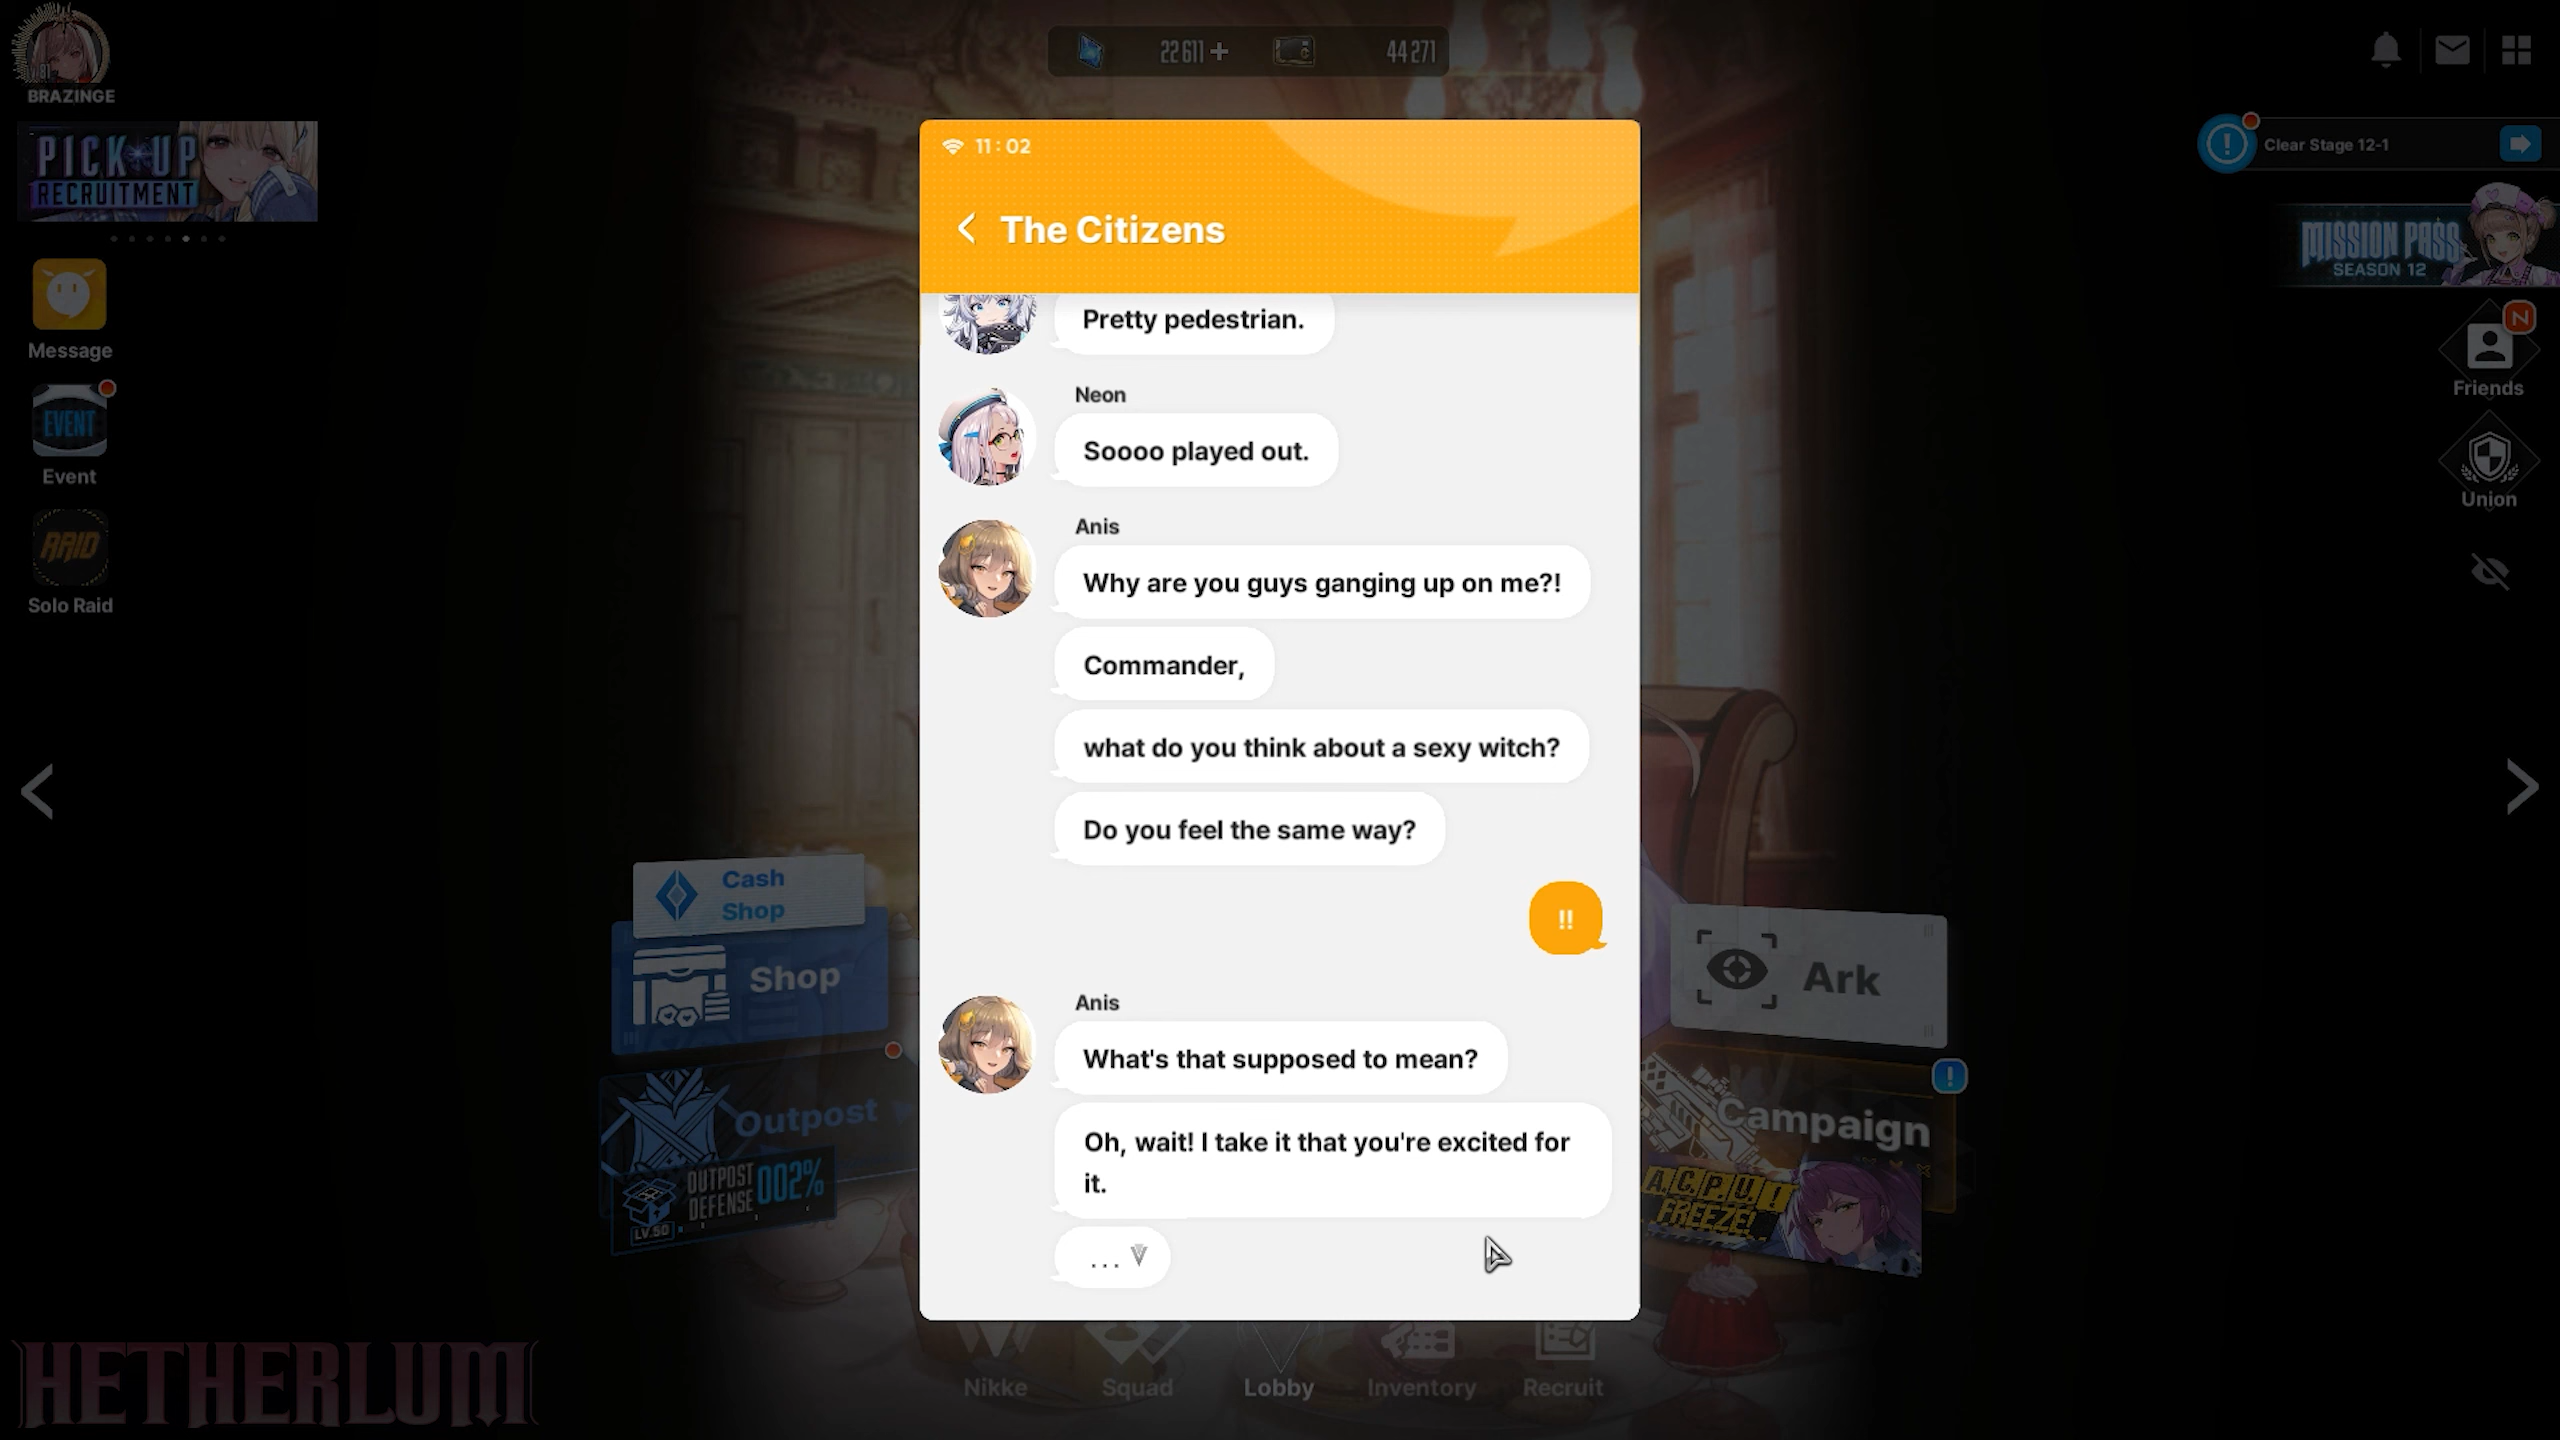 BRAZINGE
22611
44271
PICK UP
RECRUITMENT
Message
EVENT
Event
RAID
Solo Raid
11:02
The Citizens
Pretty pedestrian.
Neon
Soooo played out.
Anis
Why are you guys ganging up on me?!
Commander,
what do you think about a sexy witch?
Do you feel the same way?
!!
Anis
What's that supposed to mean?
Oh, wait! I take it that you're excited for
it.
...
Clear Stage 12-1
MISSION PASS
SEASON 12
N
Friends
Union
Cash
Shop
Shop
Outpost
OUTPOST
DEFENSE 002%
LV.50
Ark
Campaign
A.C.P.U.!
FREEZE!
HETHERLUM
Nikke
Squad
Lobby
Inventory
Recruit